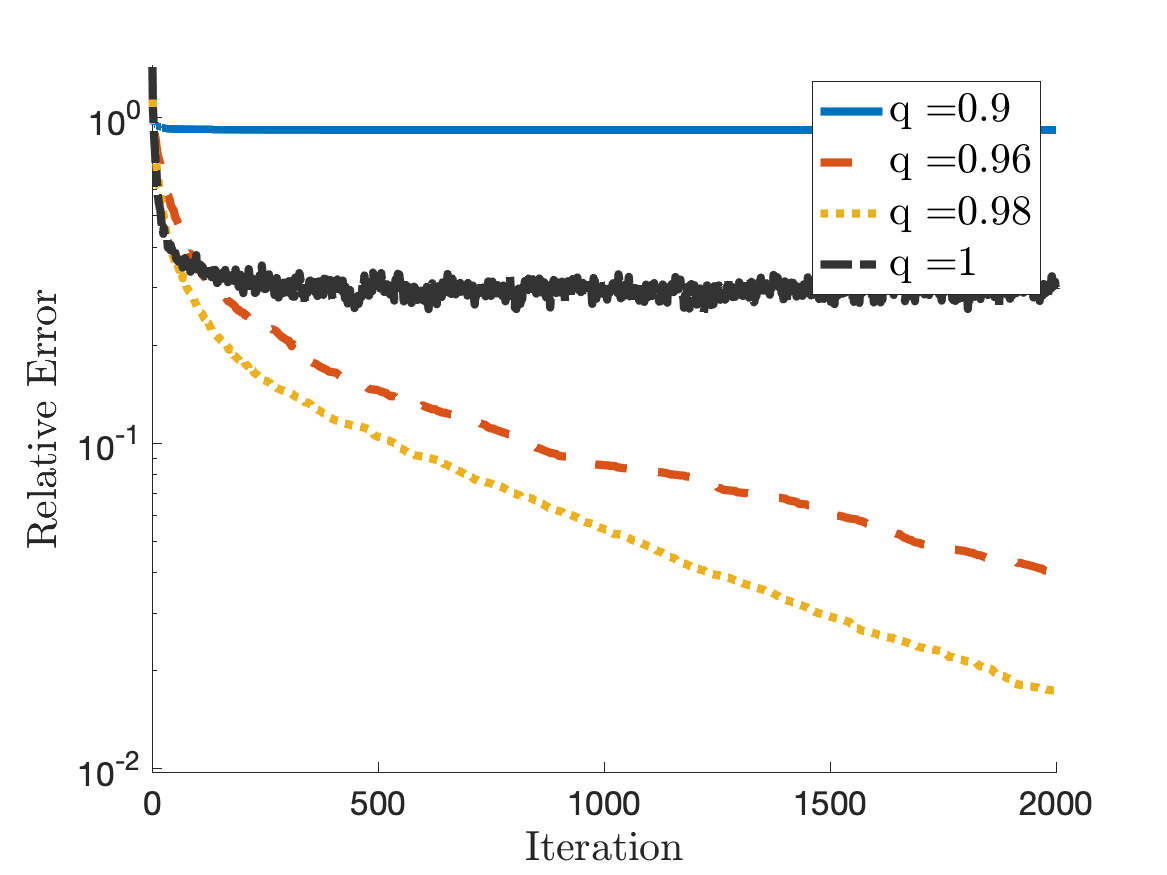 10^0
10^-1
10^-2
Relative Error
0
500
1000
1500
2000
Iteration
q =0.9
q =0.96
q =0.98
q =1